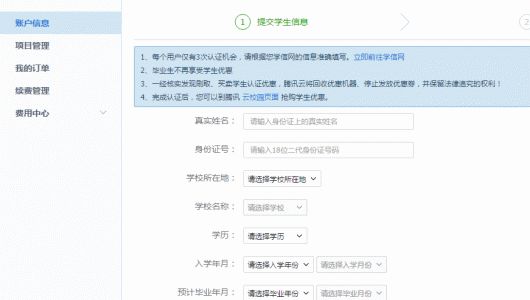 账户信息
项目管理
我的订单
续费管理
费用中心
1 提交学生信息
2
1、每个用户仅有3次认证机会，请根据您学信网的信息准确填写。立即前往学信网
2、毕业生不再享受学生优惠
3、一经核实发现刷取、买卖学生认证优惠，腾讯云将回收优惠机器、停止发放优惠券，并保留法律追究的权利！
4、完成认证后，您可以到腾讯 云校园页面 抢购学生优惠。
真实姓名： 请输入身份证上的真实姓名
身份证号： 请输入18位二代身份证号码
学校所在地： 请选择学校所在地
学校名称： 请选择学校
学历： 请选择学历
入学年月： 请选择入学年份 请选择入学月份
预计毕业年月： 请选择毕业年份 请选择毕业月份